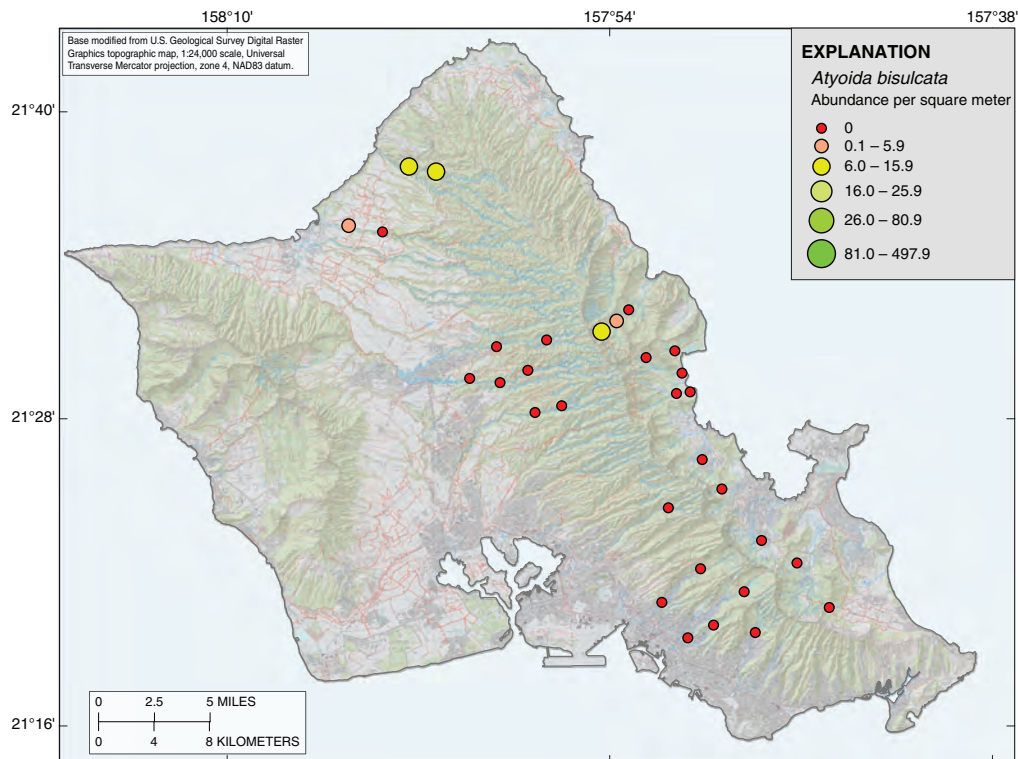 158°10'
157°54'
157°38'
Base modified from U.S. Geological Survey Digital Raster
Graphics topographic map, 1:24,000 scale, Universal
Transverse Mercator projection, zone 4, NAD83 datum.
EXPLANATION
Atyoida bisulcata
Abundance per square meter
0
0.1 – 5.9
6.0 – 15.9
16.0 – 25.9
26.0 – 80.9
81.0 – 497.9
21°40'
21°28'
21°16'
0 2.5 5 MILES
0 4 8 KILOMETERS